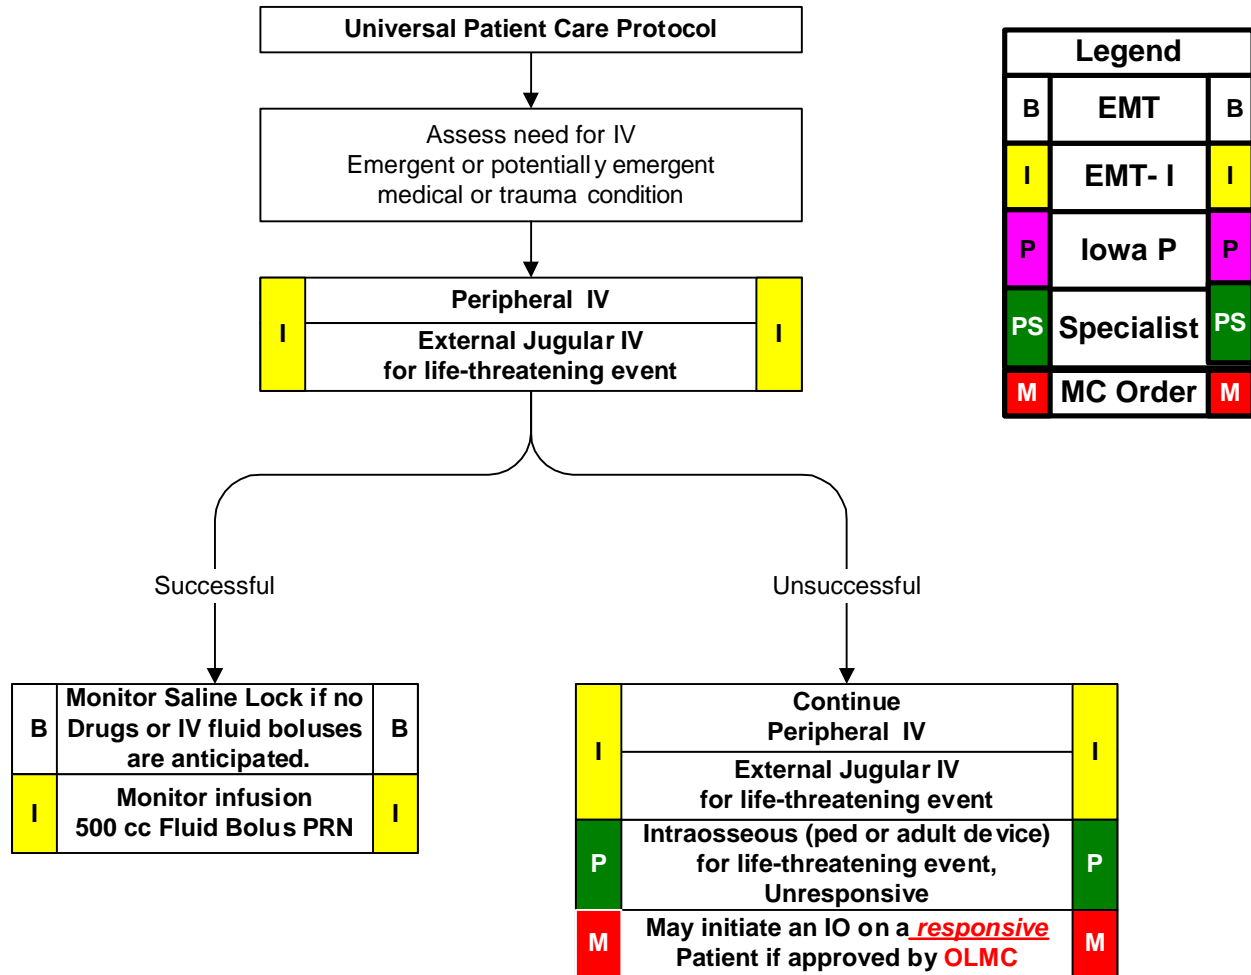 Universal Patient Care Protocol
Assess need for IV
Emergent or potentially emergent
medical or trauma condition
I
Peripheral IV
I
External Jugular IV
for life-threatening event
Legend
B EMT B
I EMT- I I
P Iowa P P
PS Specialist PS
M MC Order M
Successful
Unsuccessful
B
Monitor Saline Lock if no
Drugs or IV fluid boluses
are anticipated.
B
I
Monitor infusion
500 cc Fluid Bolus PRN
I
I
Continue
Peripheral IV
External Jugular IV
for life-threatening event
I
P
Intraosseous (ped or adult device)
for life-threatening event,
Unresponsive
P
M
May initiate an IO on a responsive
Patient if approved by OLMC
M